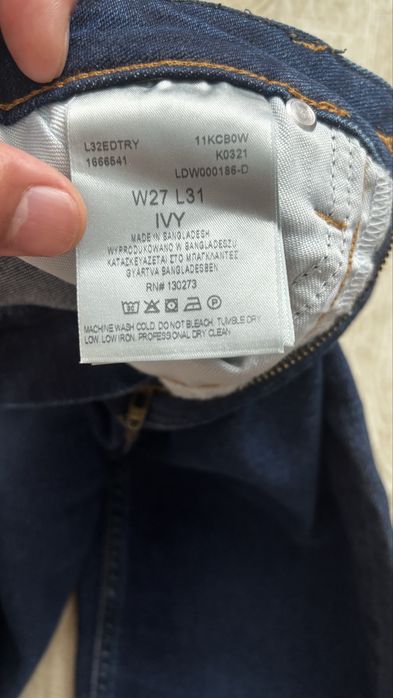 L32EDTRY 11KCB0W
1666541 K0321
LDW000186-D
W27 L31
IVY
MADE IN BANGLADESH
WYPRODUKOWANO W BANGLADESZU
ΚΑΤΑΣΚΕΥΑΖΕΤΑΙ ΣΤΟ ΜΠΑΓΚΛΑΝΤΕΣ
GYÁRTVA BANGLADESBEN
RN# 130273
MACHINE WASH COLD. DO NOT BLEACH. TUMBLE DRY
LOW. LOW IRON. PROFESSIONAL DRY CLEAN